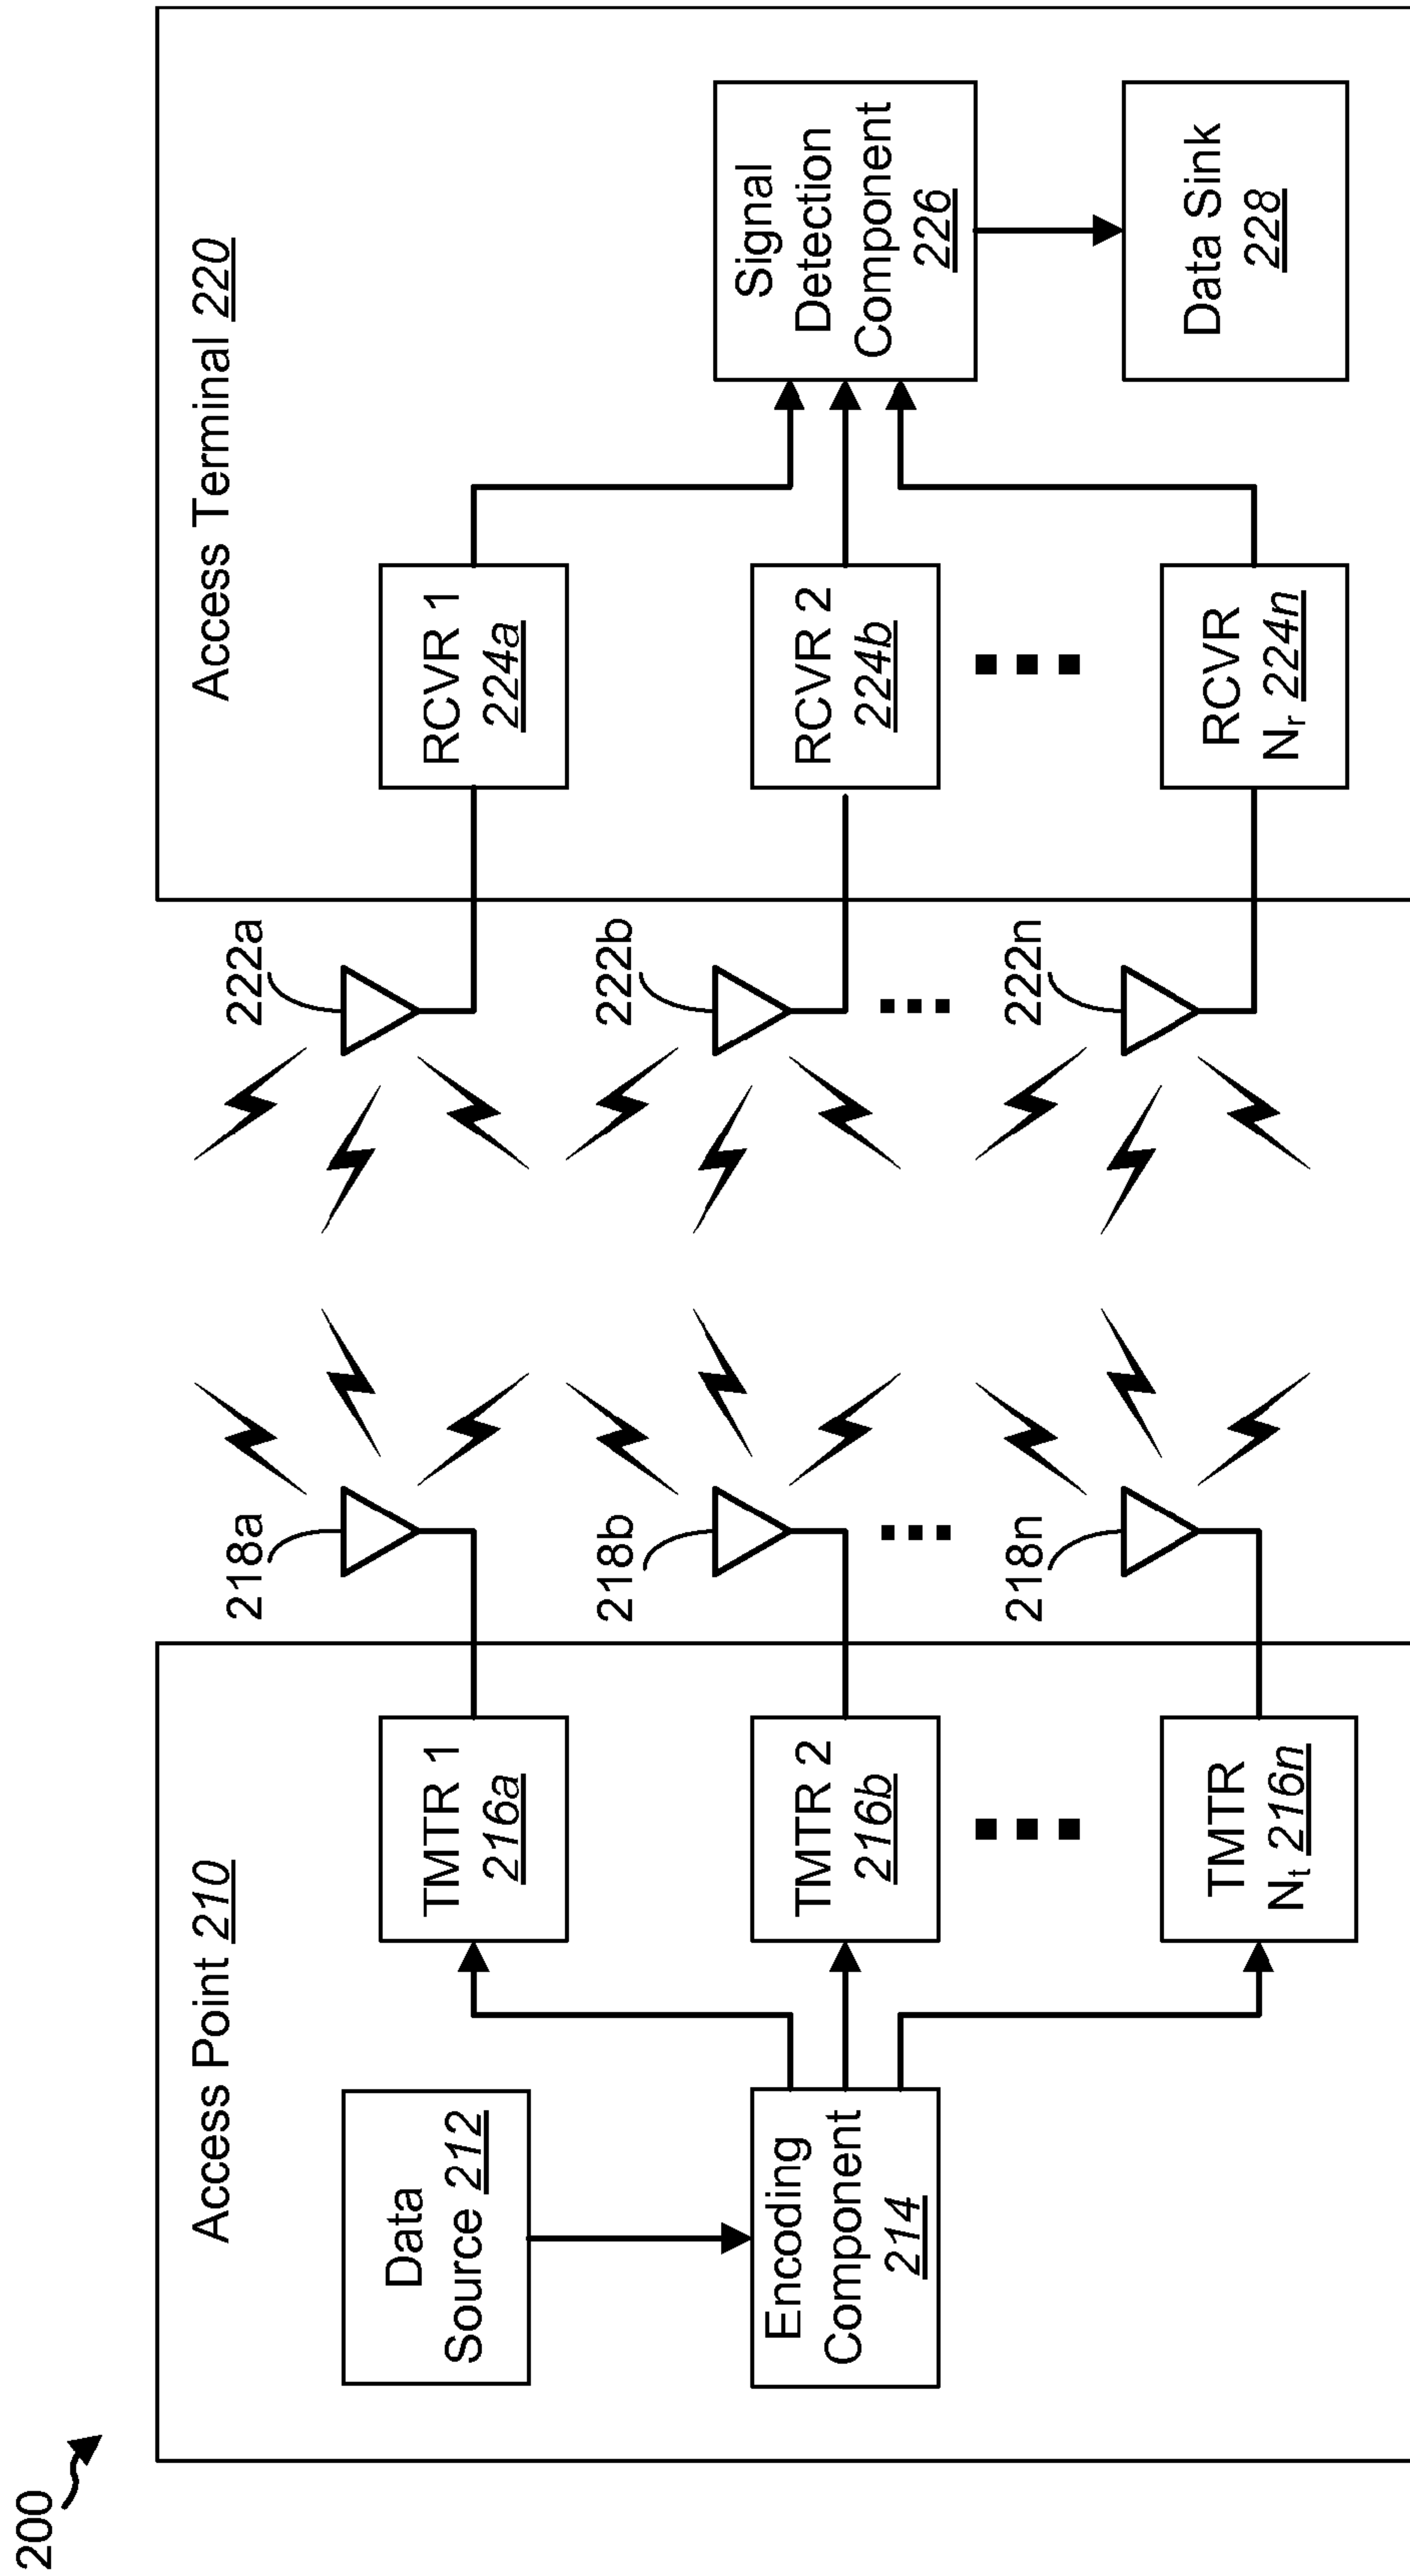 200
Access Point 210
Data
Source 212
Encoding
Component
214
TMTR 1
216a
TMTR 2
216b
TMTR
Nt 216n
218a
218b
218n
222a
222b
222n
Access Terminal 220
RCVR 1
224a
RCVR 2
224b
RCVR
Nr 224n
Signal
Detection
Component
226
Data Sink
228